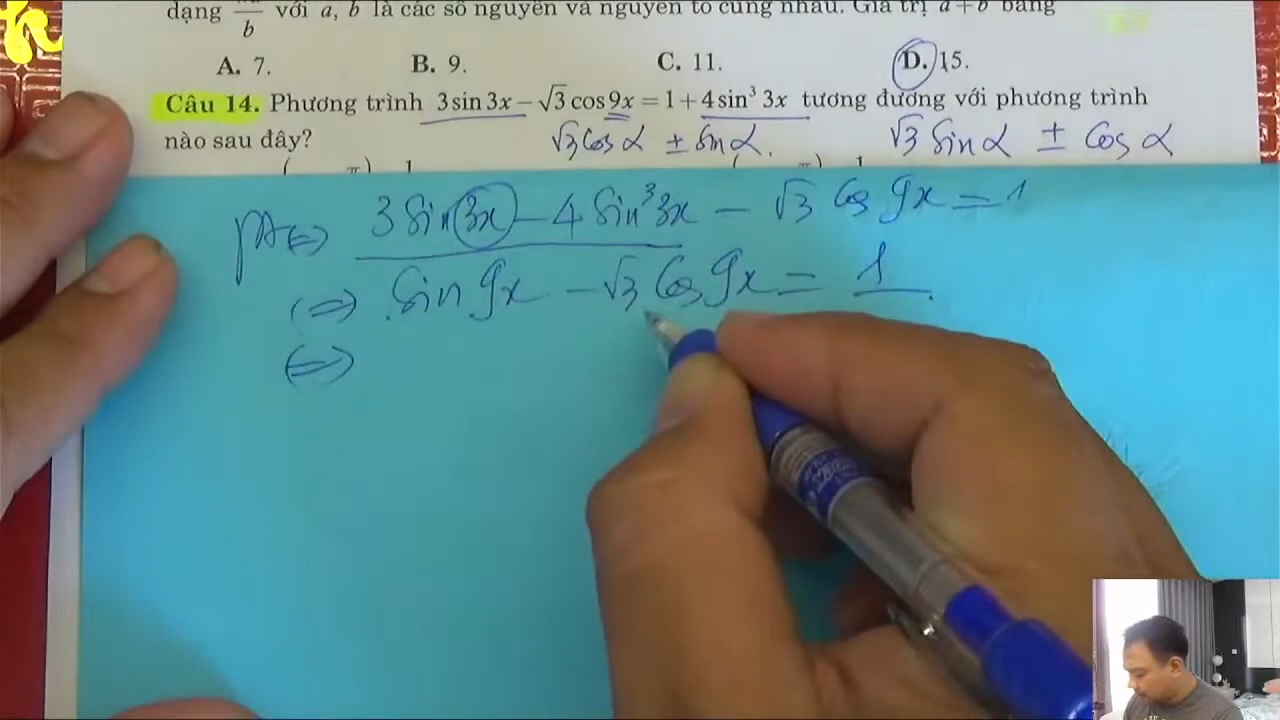 dạng b với a, b là các số nguyên và nguyên tố cùng nhau. Giá trị a + b bằng
A. 7. B. 9. C. 11. D. 15.
Câu 14. Phương trình 3 sin 3x − √3 cos 9x = 1 + 4 sin³ 3x tương đương với phương trình
nào sau đây?
√3 cos α ± sin α. √3 sin α ± cos α
⇔ 3 sin 3x − 4 sin³ 3x − √3 cos 9x = 1
⇔ sin 9x − √3 cos 9x = 1
⇔